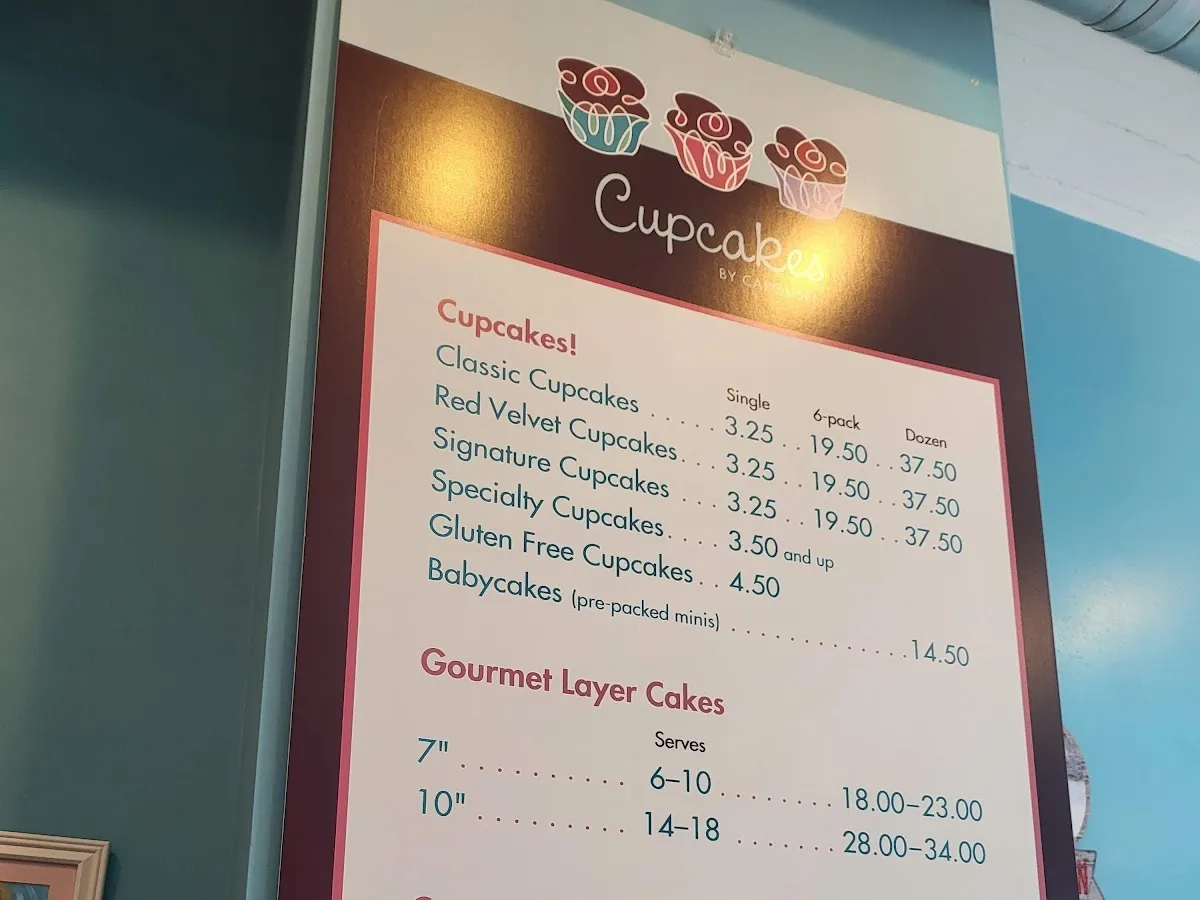 Cupcakes
BY
Cupcakes!
Single 6-pack Dozen
Classic Cupcakes . . . . . 3.25 . . 19.50 . . 37.50
Red Velvet Cupcakes. . . 3.25 . . 19.50 . . 37.50
Signature Cupcakes . . . 3.25 . . 19.50 . . 37.50
Specialty Cupcakes. . . . 3.50 and up
Gluten Free Cupcakes. . 4.50
Babycakes (pre-packed minis) . . . . . . . . . . . . . 14.50
Gourmet Layer Cakes
Serves
7" . . . . . . . . . . 6–10 . . . . . . . . 18.00–23.00
10" . . . . . . . . . 14–18 . . . . . . . 28.00–34.00